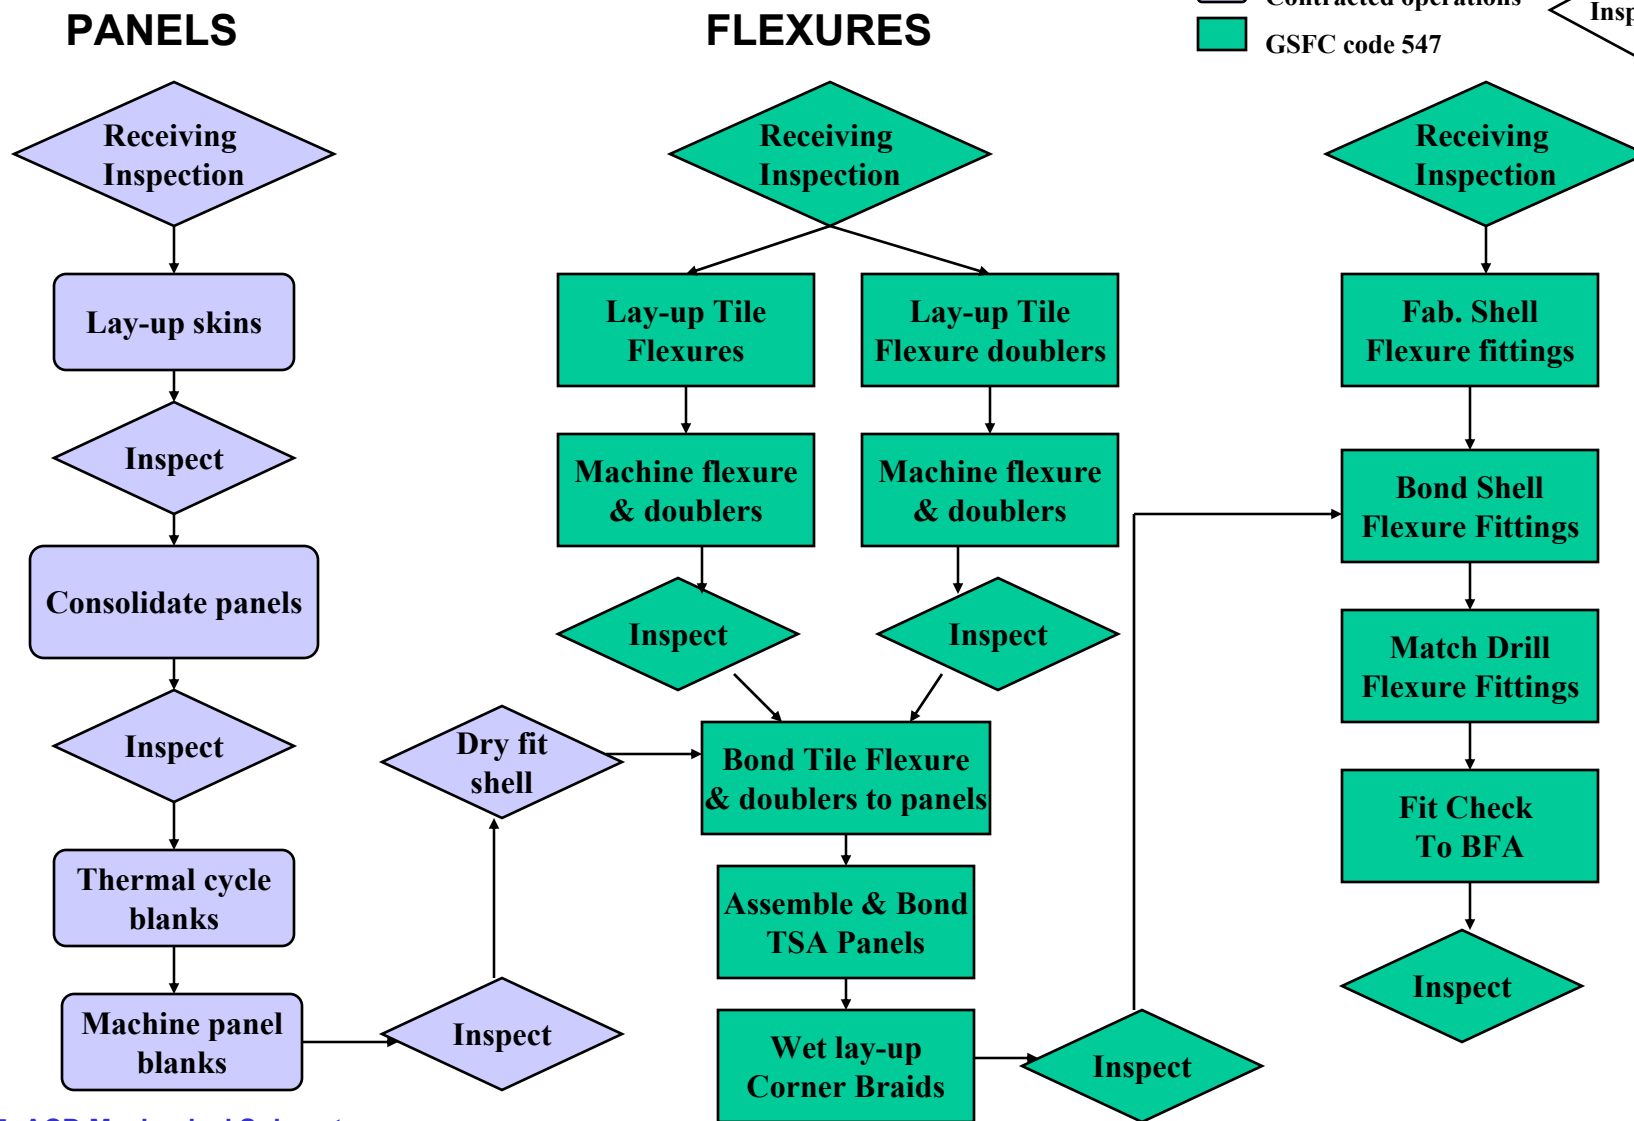 PANELS
FLEXURES
Contracted operations
GSFC code 547
Receiving
Inspection
Lay-up skins
Inspect
Consolidate panels
Inspect
Thermal cycle
blanks
Machine panel
blanks
Inspect
Dry fit
shell
Receiving
Inspection
Lay-up Tile
Flexures
Lay-up Tile
Flexure doublers
Machine flexure
& doublers
Machine flexure
& doublers
Inspect
Inspect
Bond Tile Flexure
& doublers to panels
Assemble & Bond
TSA Panels
Wet lay-up
Corner Braids
Inspect
Receiving
Inspection
Fab. Shell
Flexure fittings
Bond Shell
Flexure Fittings
Match Drill
Flexure Fittings
Fit Check
To BFA
Inspect